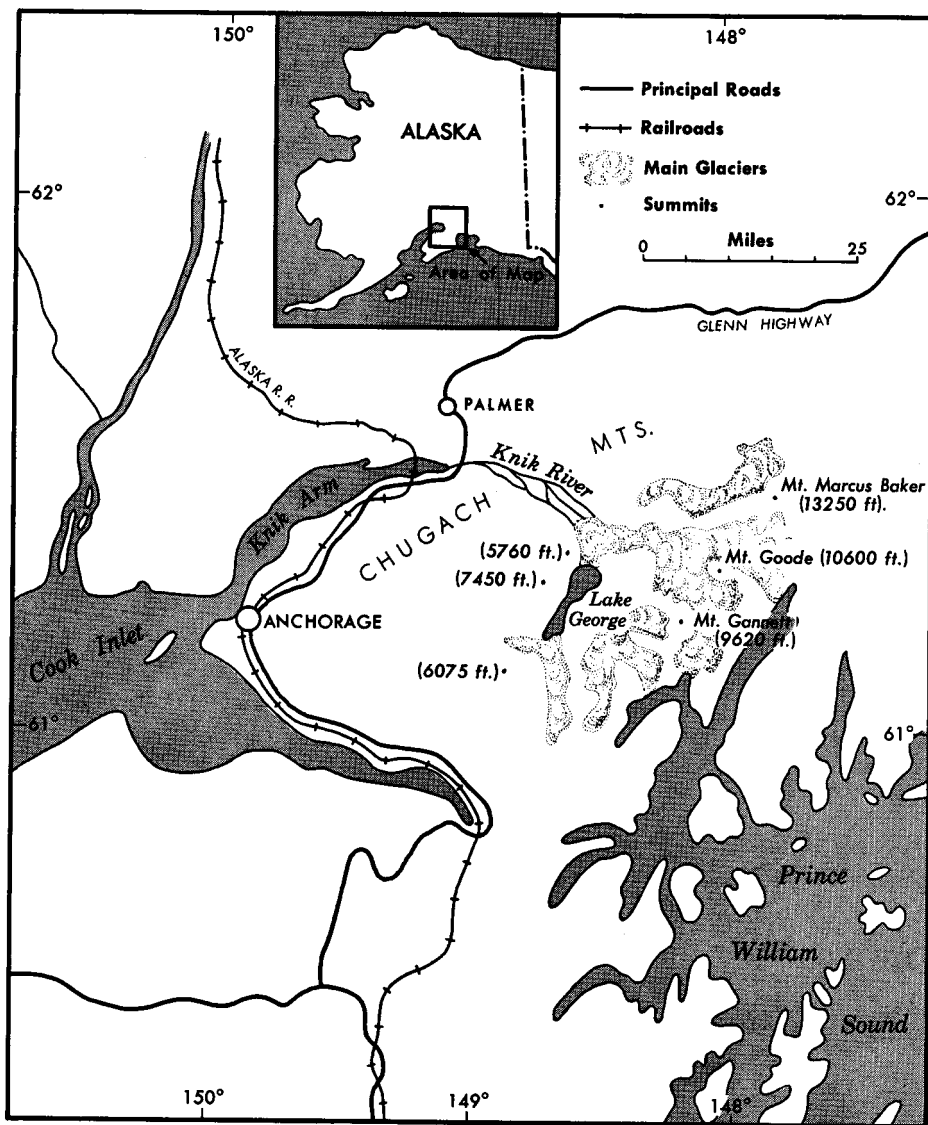 150°
148°
ALASKA
Area of Map
Principal Roads
Railroads
Main Glaciers
Summits
Miles
0 25
62°
62°
GLENN HIGHWAY
ALASKA R. R.
PALMER
MTS.
Knik River
Knik Arm
CHUGACH
Mt. Marcus Baker
(13250 ft).
(5760 ft.)
Mt. Goode (10600 ft.)
(7450 ft.)
Lake
George
ANCHORAGE
Mt. Gannett
(9620 ft.)
Cook Inlet
(6075 ft.)
61°
61°
Prince
William
Sound
150°
149°
148°